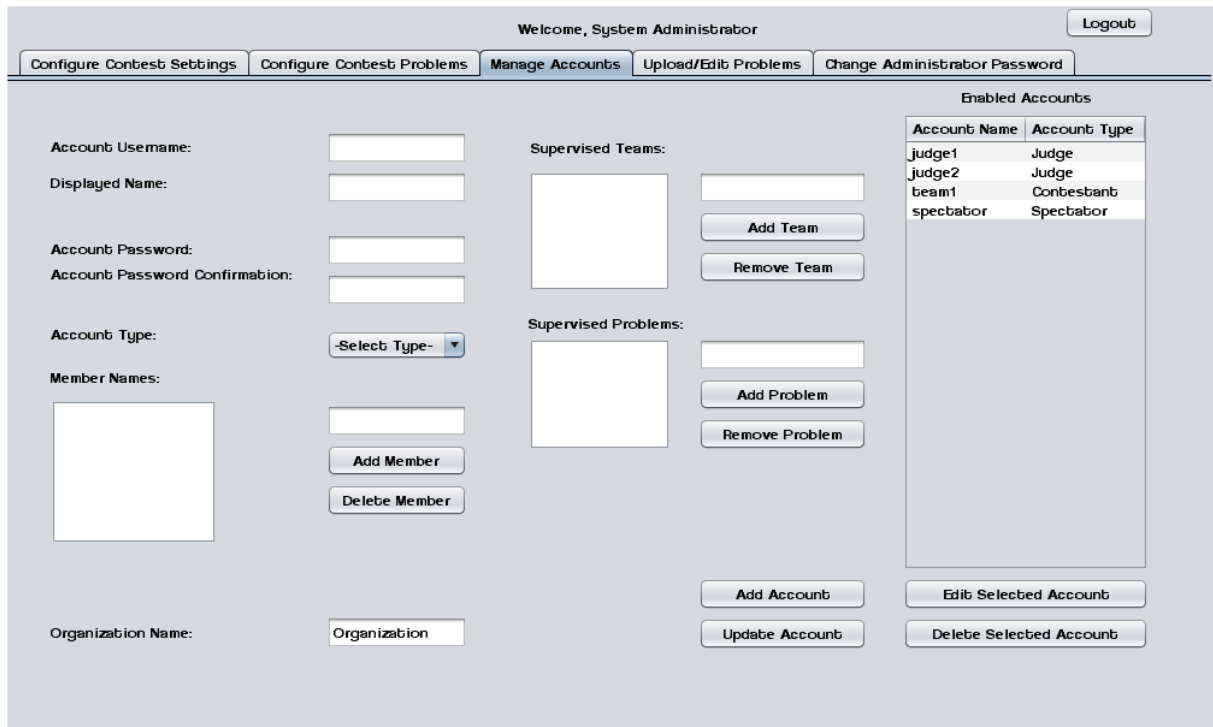 Welcome, System Administrator
Logout
Configure Contest Settings
Configure Contest Problems
Manage Accounts
Upload/Edit Problems
Change Administrator Password
Account Username:
Displayed Name:
Account Password:
Account Password Confirmation:
Account Type:
-Select Type-
Member Names:
Add Member
Delete Member
Organization Name:
Organization
Supervised Teams:
Add Team
Remove Team
Supervised Problems:
Add Problem
Remove Problem
Add Account
Update Account
Enabled Accounts
Account Name Account Type
judge1 Judge
judge2 Judge
team1 Contestant
spectator Spectator
Edit Selected Account
Delete Selected Account